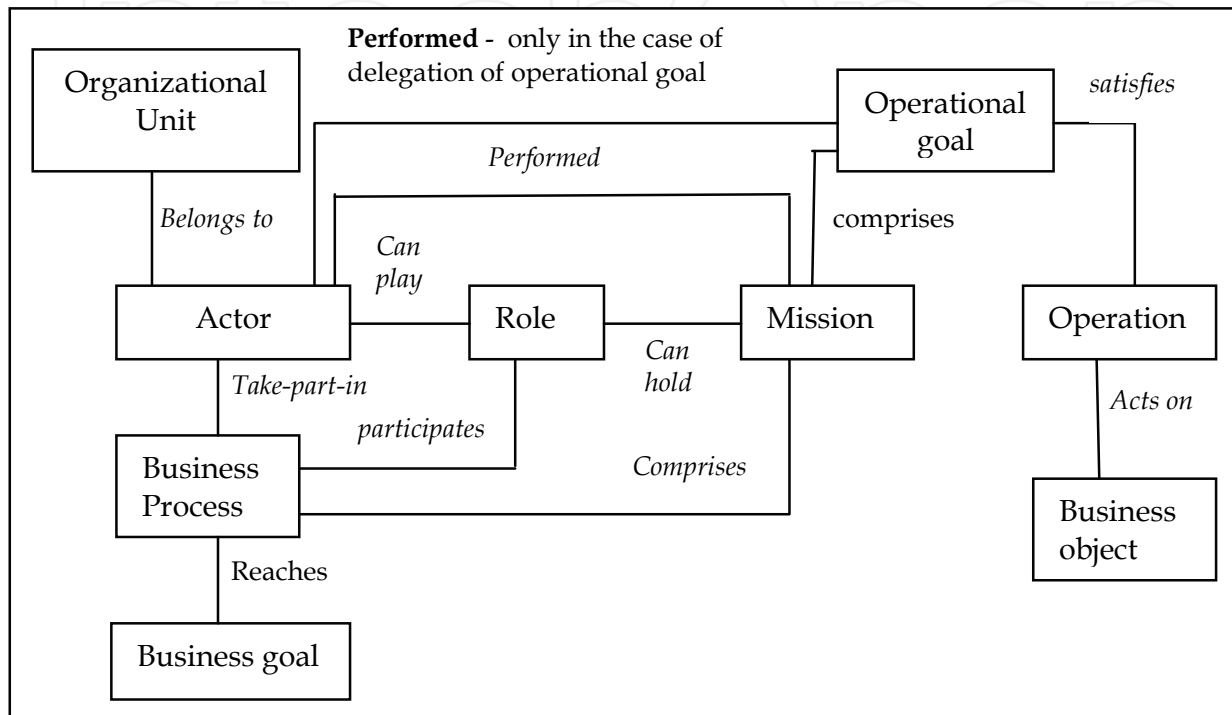 Performed - only in the case of
delegation of operational goal
Organizational
Unit
Operational
goal
satisfies
Performed
Belongs to
comprises
Can
play
Actor
Role
Mission
Operation
Can
hold
Take-part-in
Acts on
participates
Comprises
Business
Process
Business
object
Reaches
Business goal